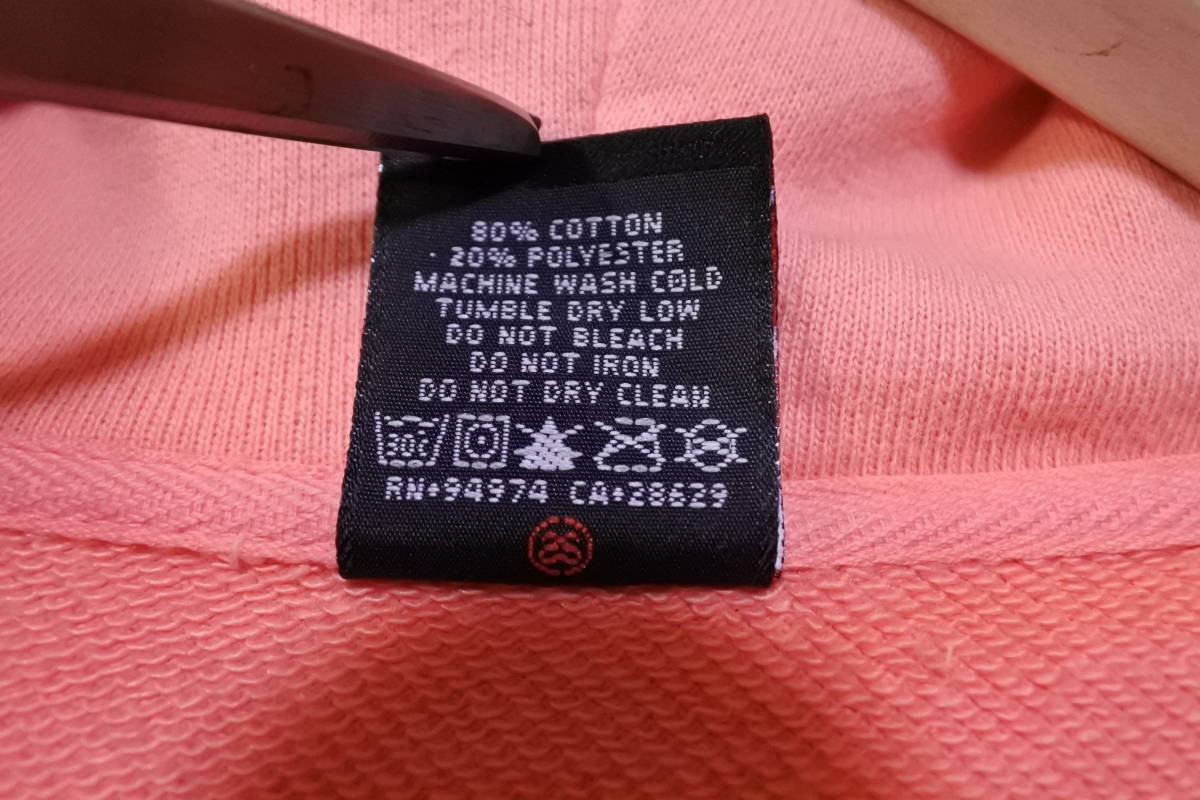 80% COTTON
20% POLYESTER
MACHINE WASH COLD
TUMBLE DRY LOW
DO NOT BLEACH
DO NOT IRON
DO NOT DRY CLEAN
30c
RN•94974 CA•28629